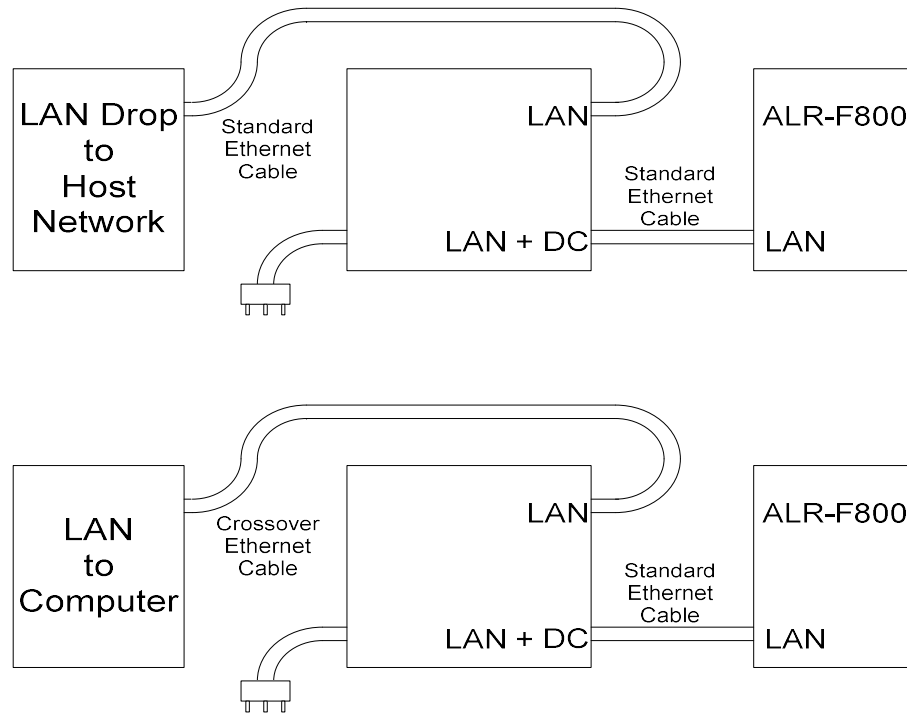 LAN Drop
to
Host
Network
Standard
Ethernet
Cable
LAN
LAN + DC
Standard
Ethernet
Cable
ALR-F800
LAN
LAN
to
Computer
Crossover
Ethernet
Cable
LAN
LAN + DC
Standard
Ethernet
Cable
ALR-F800
LAN